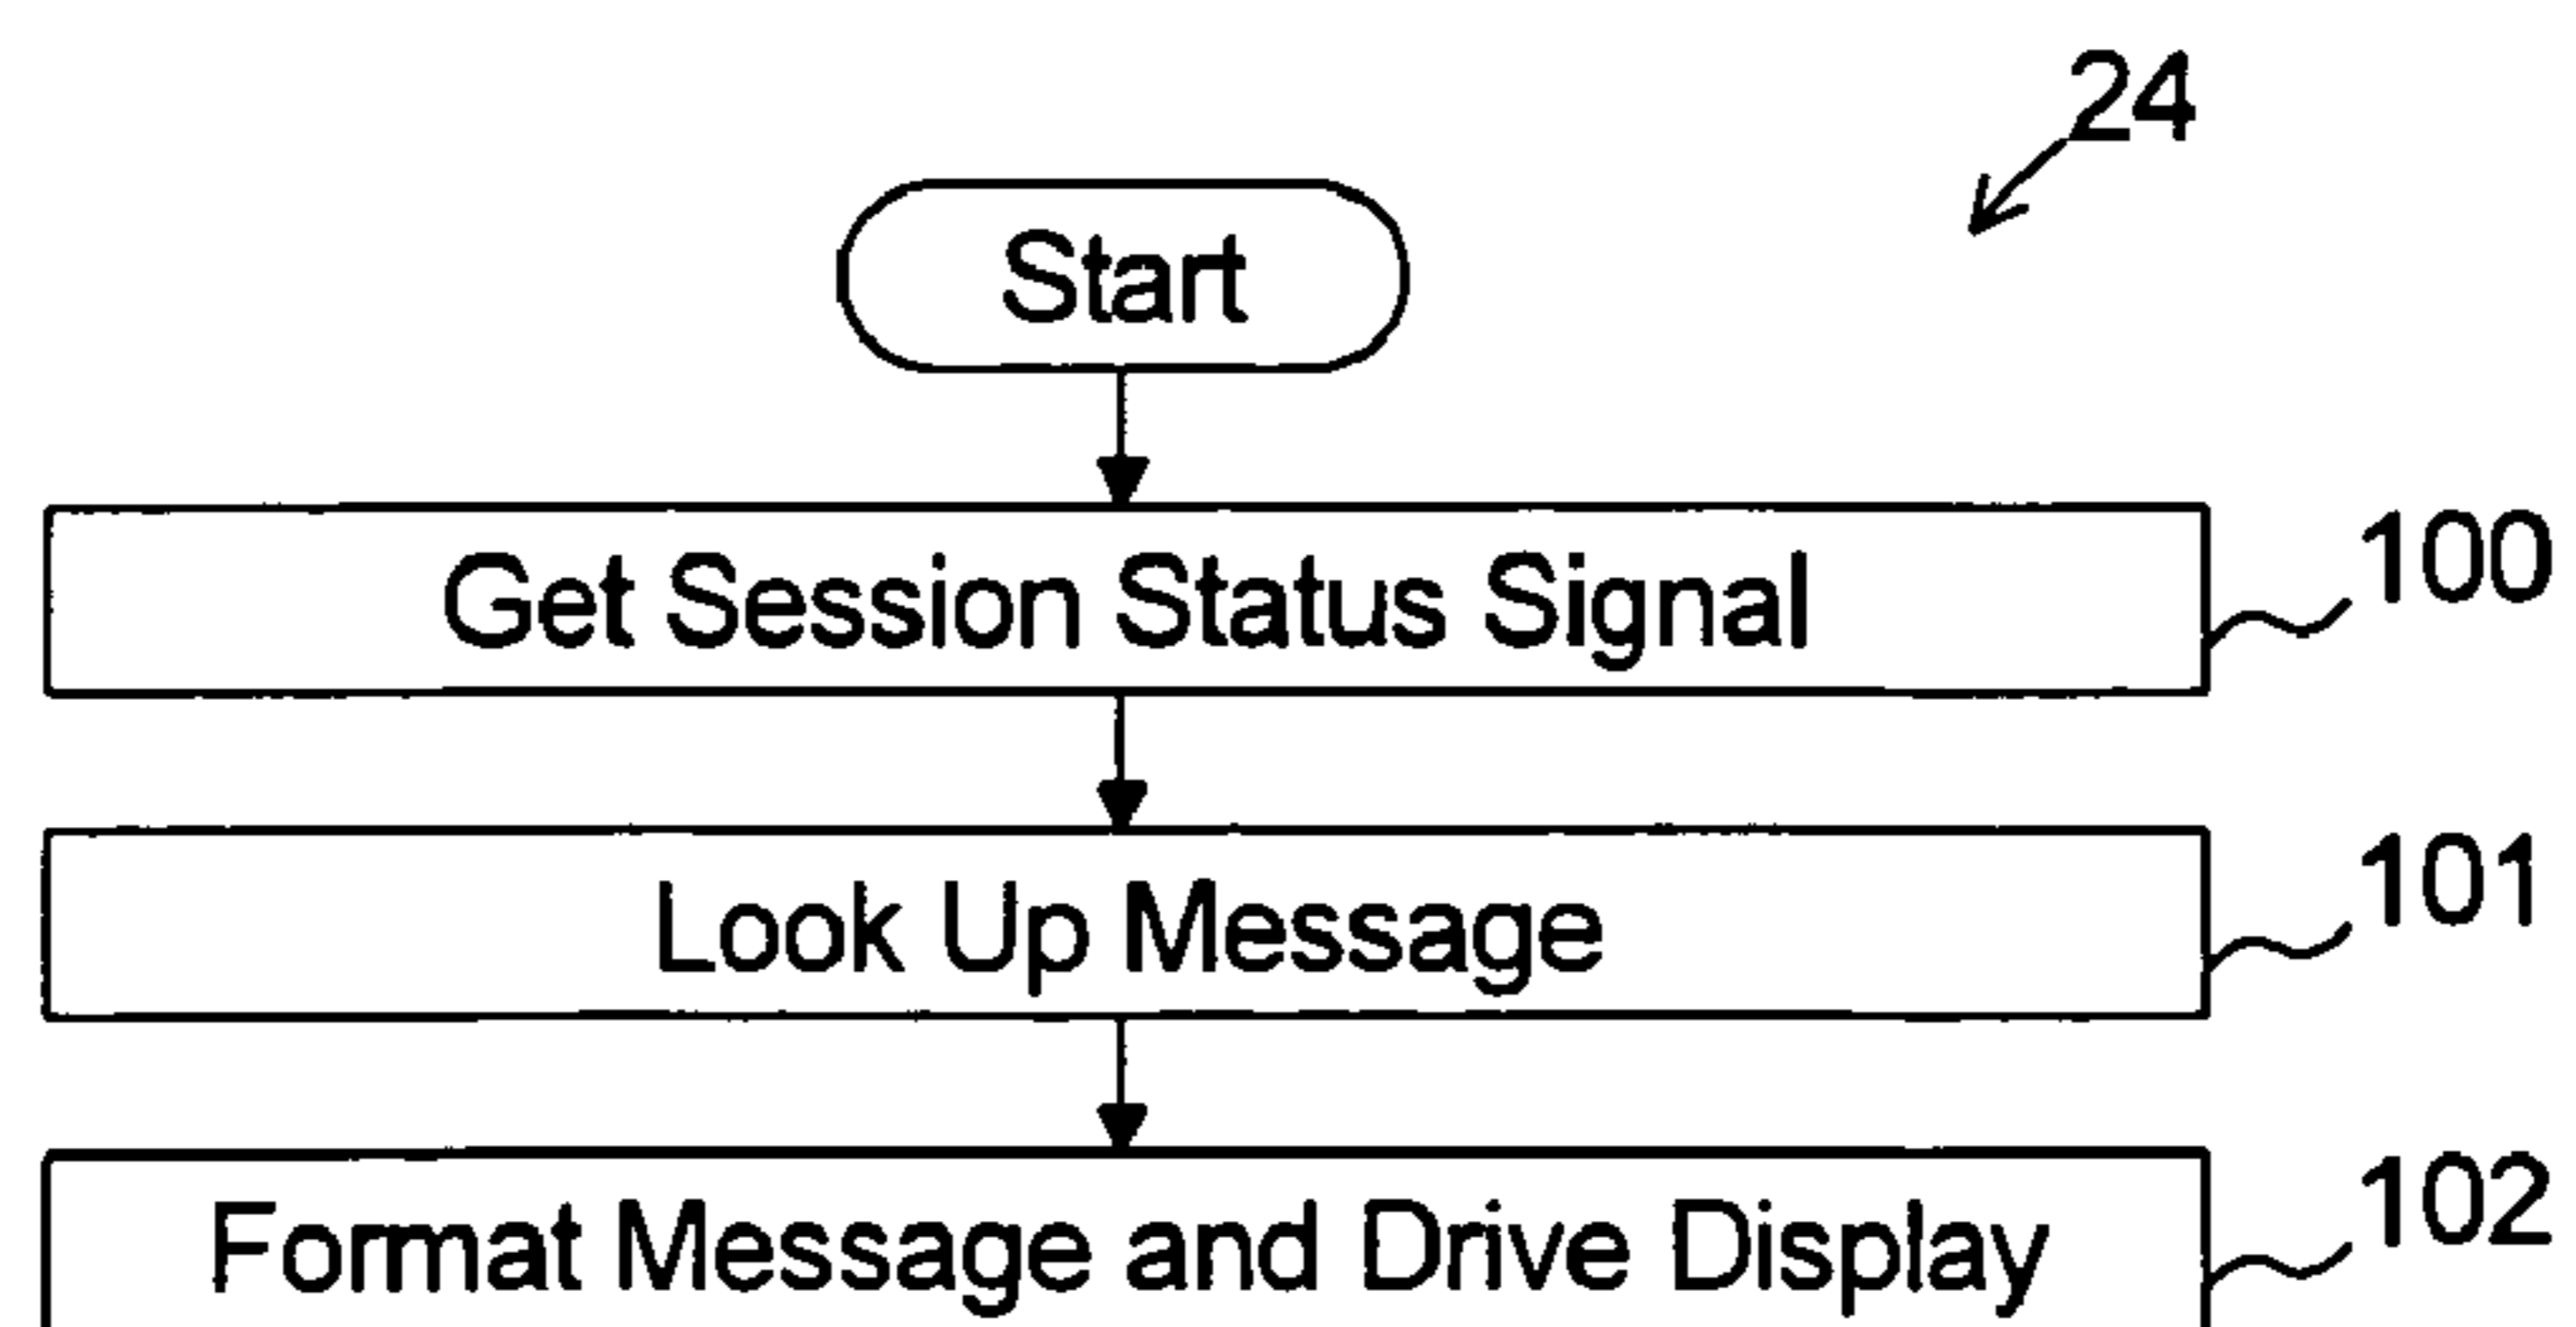 24
Start
Get Session Status Signal
100
Look Up Message
101
Format Message and Drive Display
102